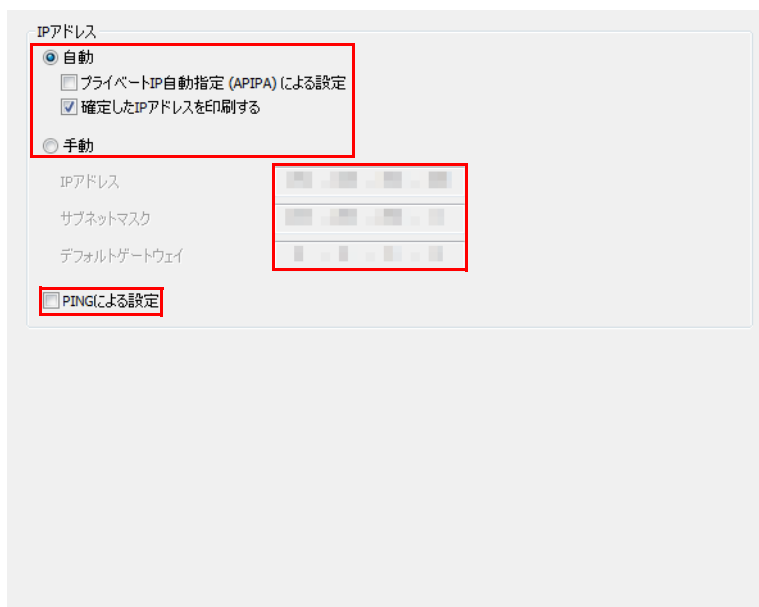 IPアドレス
自動
プライベートIP自動指定 (APIPA) による設定
確定したIPアドレスを印刷する
手動
IPアドレス
サブネットマスク
デフォルトゲートウェイ
PINGによる設定